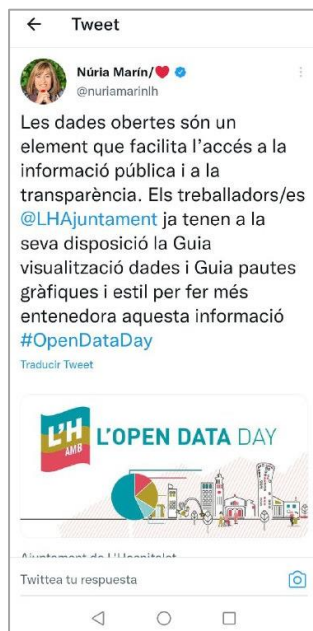 Tweet
Núria Marín/
@nuriamarinlh
Les dades obertes són un
element que facilita l'accés a la
informació pública i a la
transparència. Els treballadors/es
@LHAjuntament ja tenen a la
seva disposició la Guia
visualització dades i Guia pautes
gràfiques i estil per fer més
entenedora aquesta informació
#OpenDataDay
Traducir Tweet
L'H
AMB
L'OPEN DATA DAY
Ajuntament de L'Hospitalet
Twittea tu respuesta